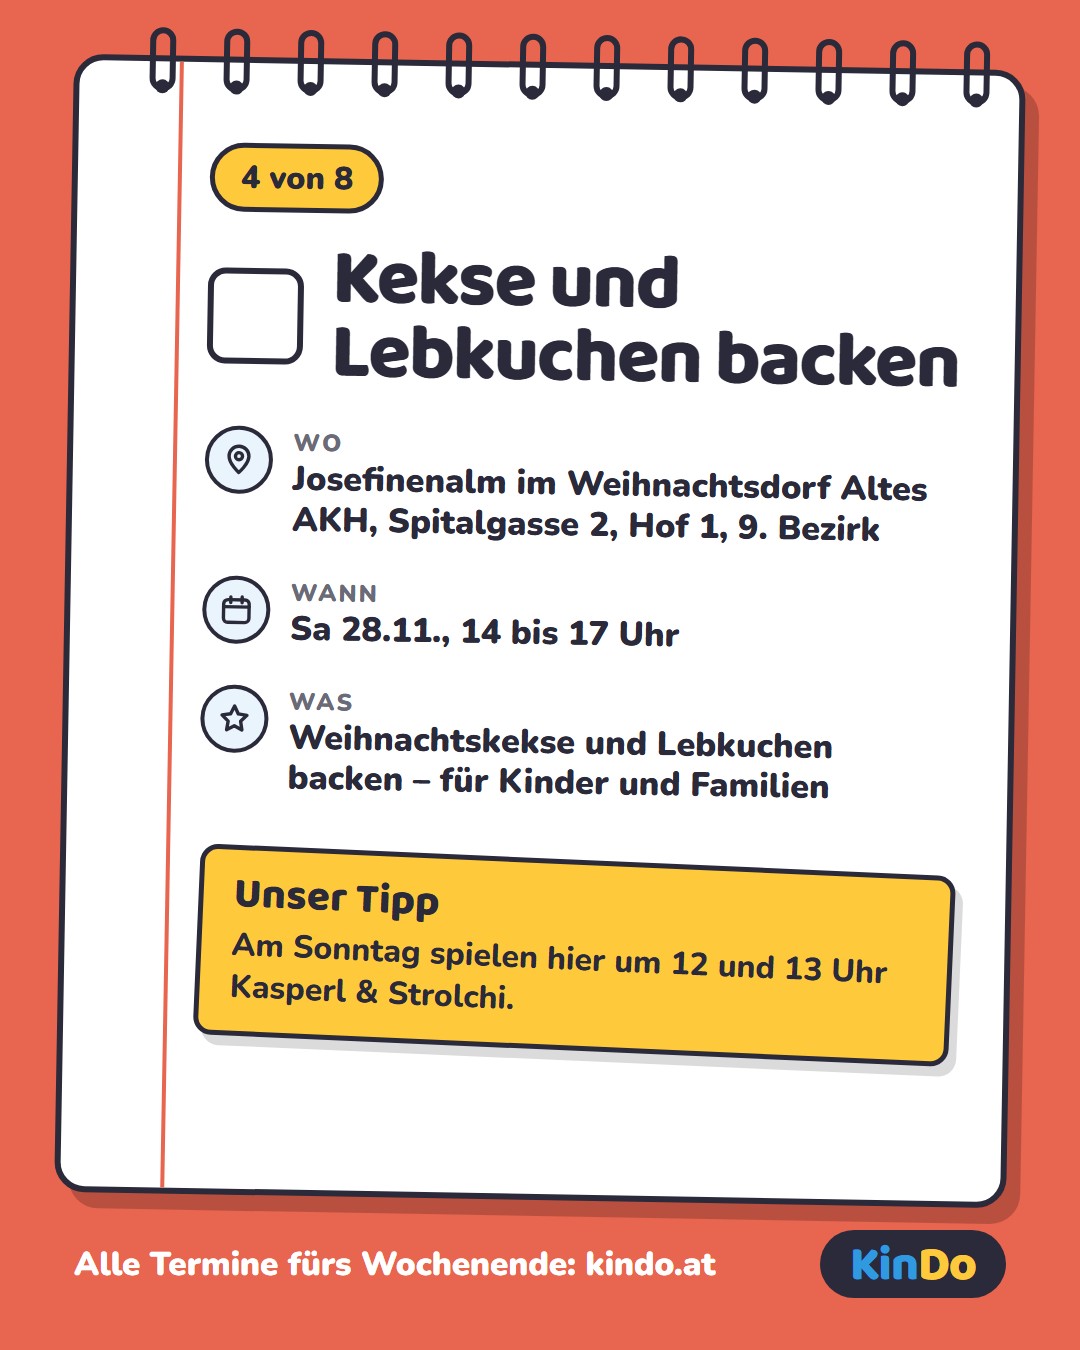 4 von 8
Kekse und
Lebkuchen backen
WO
Josefinenalm im Weihnachtsdorf Altes
AKH, Spitalgasse 2, Hof 1, 9. Bezirk
WANN
Sa 28.11., 14 bis 17 Uhr
WAS
Weihnachtskekse und Lebkuchen
backen – für Kinder und Familien
Unser Tipp
Am Sonntag spielen hier um 12 und 13 Uhr
Kasperl & Strolchi.
Alle Termine fürs Wochenende: kindo.at
KinDo